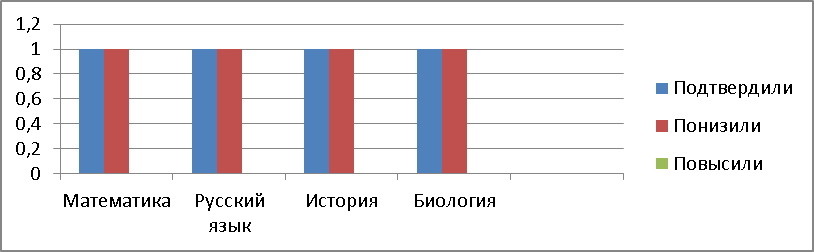 1,2
1
0,8
0,6
0,4
0,2
0
Математика
Русский
язык
История
Биология
Подтвердили
Понизили
Повысили